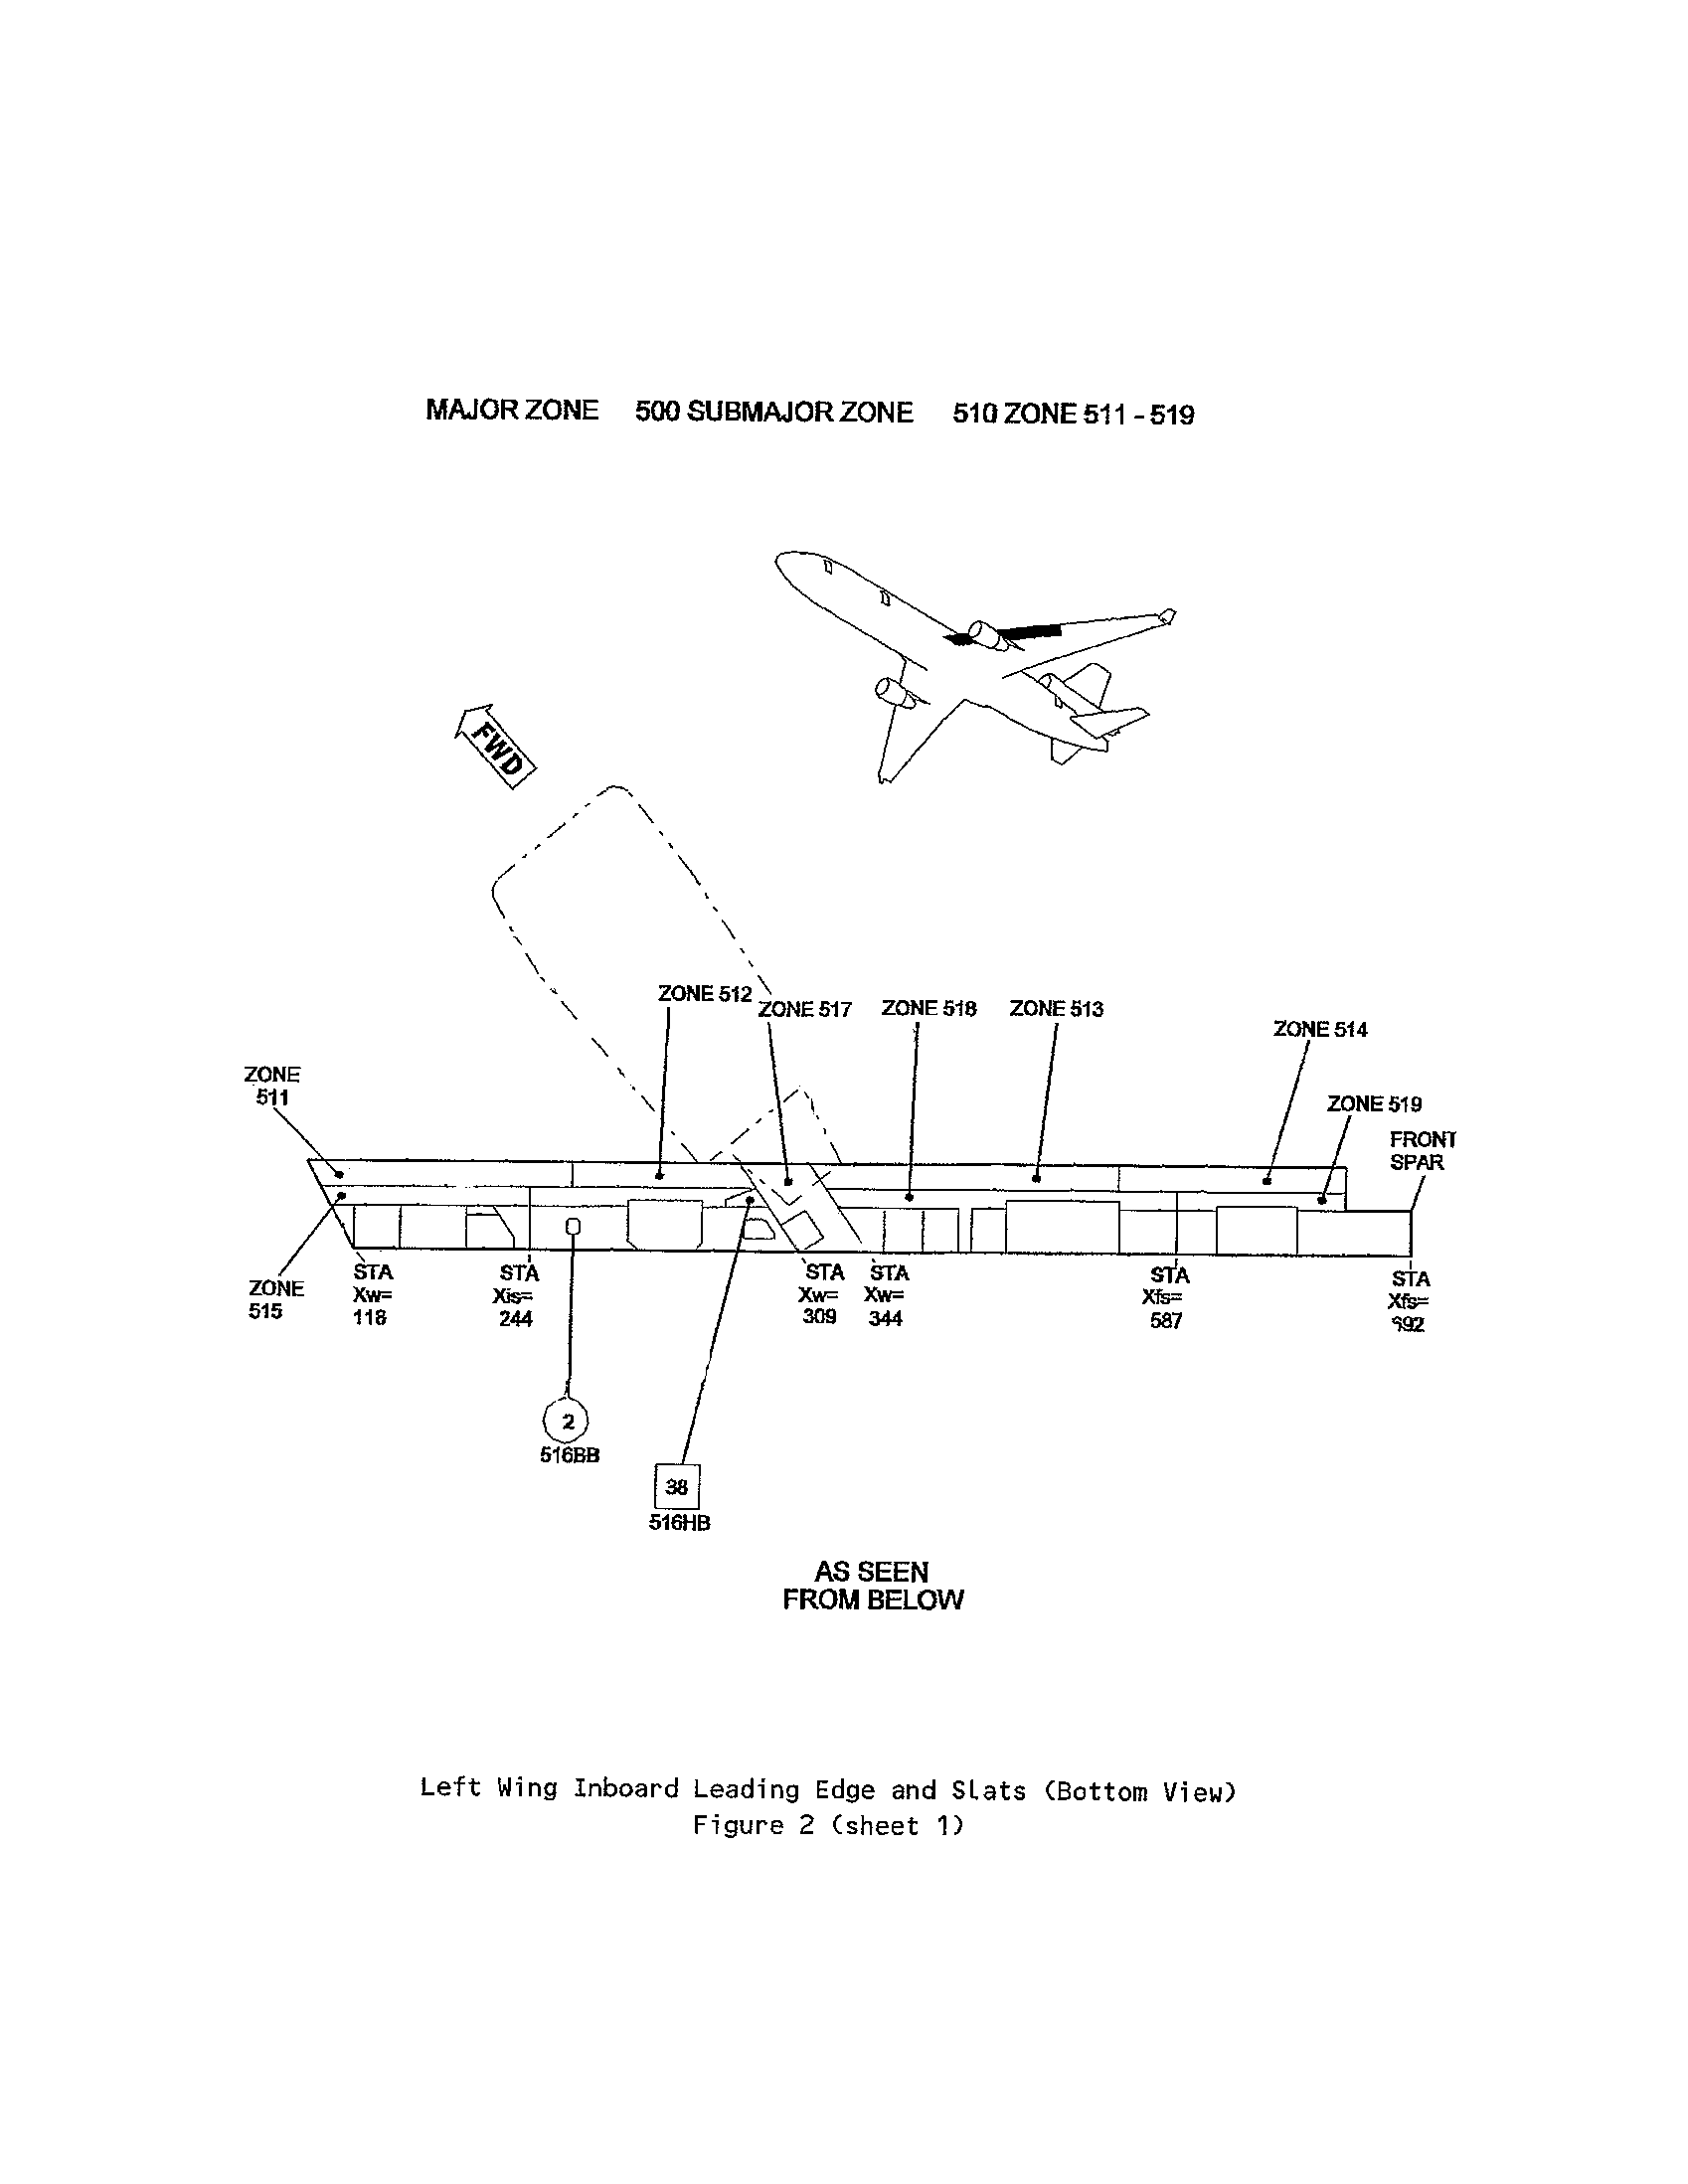 MAJOR ZONE 500 SUBMAJOR ZONE 510 ZONE 511 - 519
FWD
ZONE 512
ZONE 517
ZONE 518
ZONE 513
ZONE 514
ZONE
511
ZONE 519
FRONT
SPAR
ZONE
515
STA
Xw=
118
STA
Xis=
244
STA
Xw=
309
STA
Xw=
344
STA
Xfs=
587
STA
Xfs=
2
516BB
38
516HB
AS SEEN
FROM BELOW
Left Wing Inboard Leading Edge and Slats (Bottom View)
Figure 2 (sheet 1)